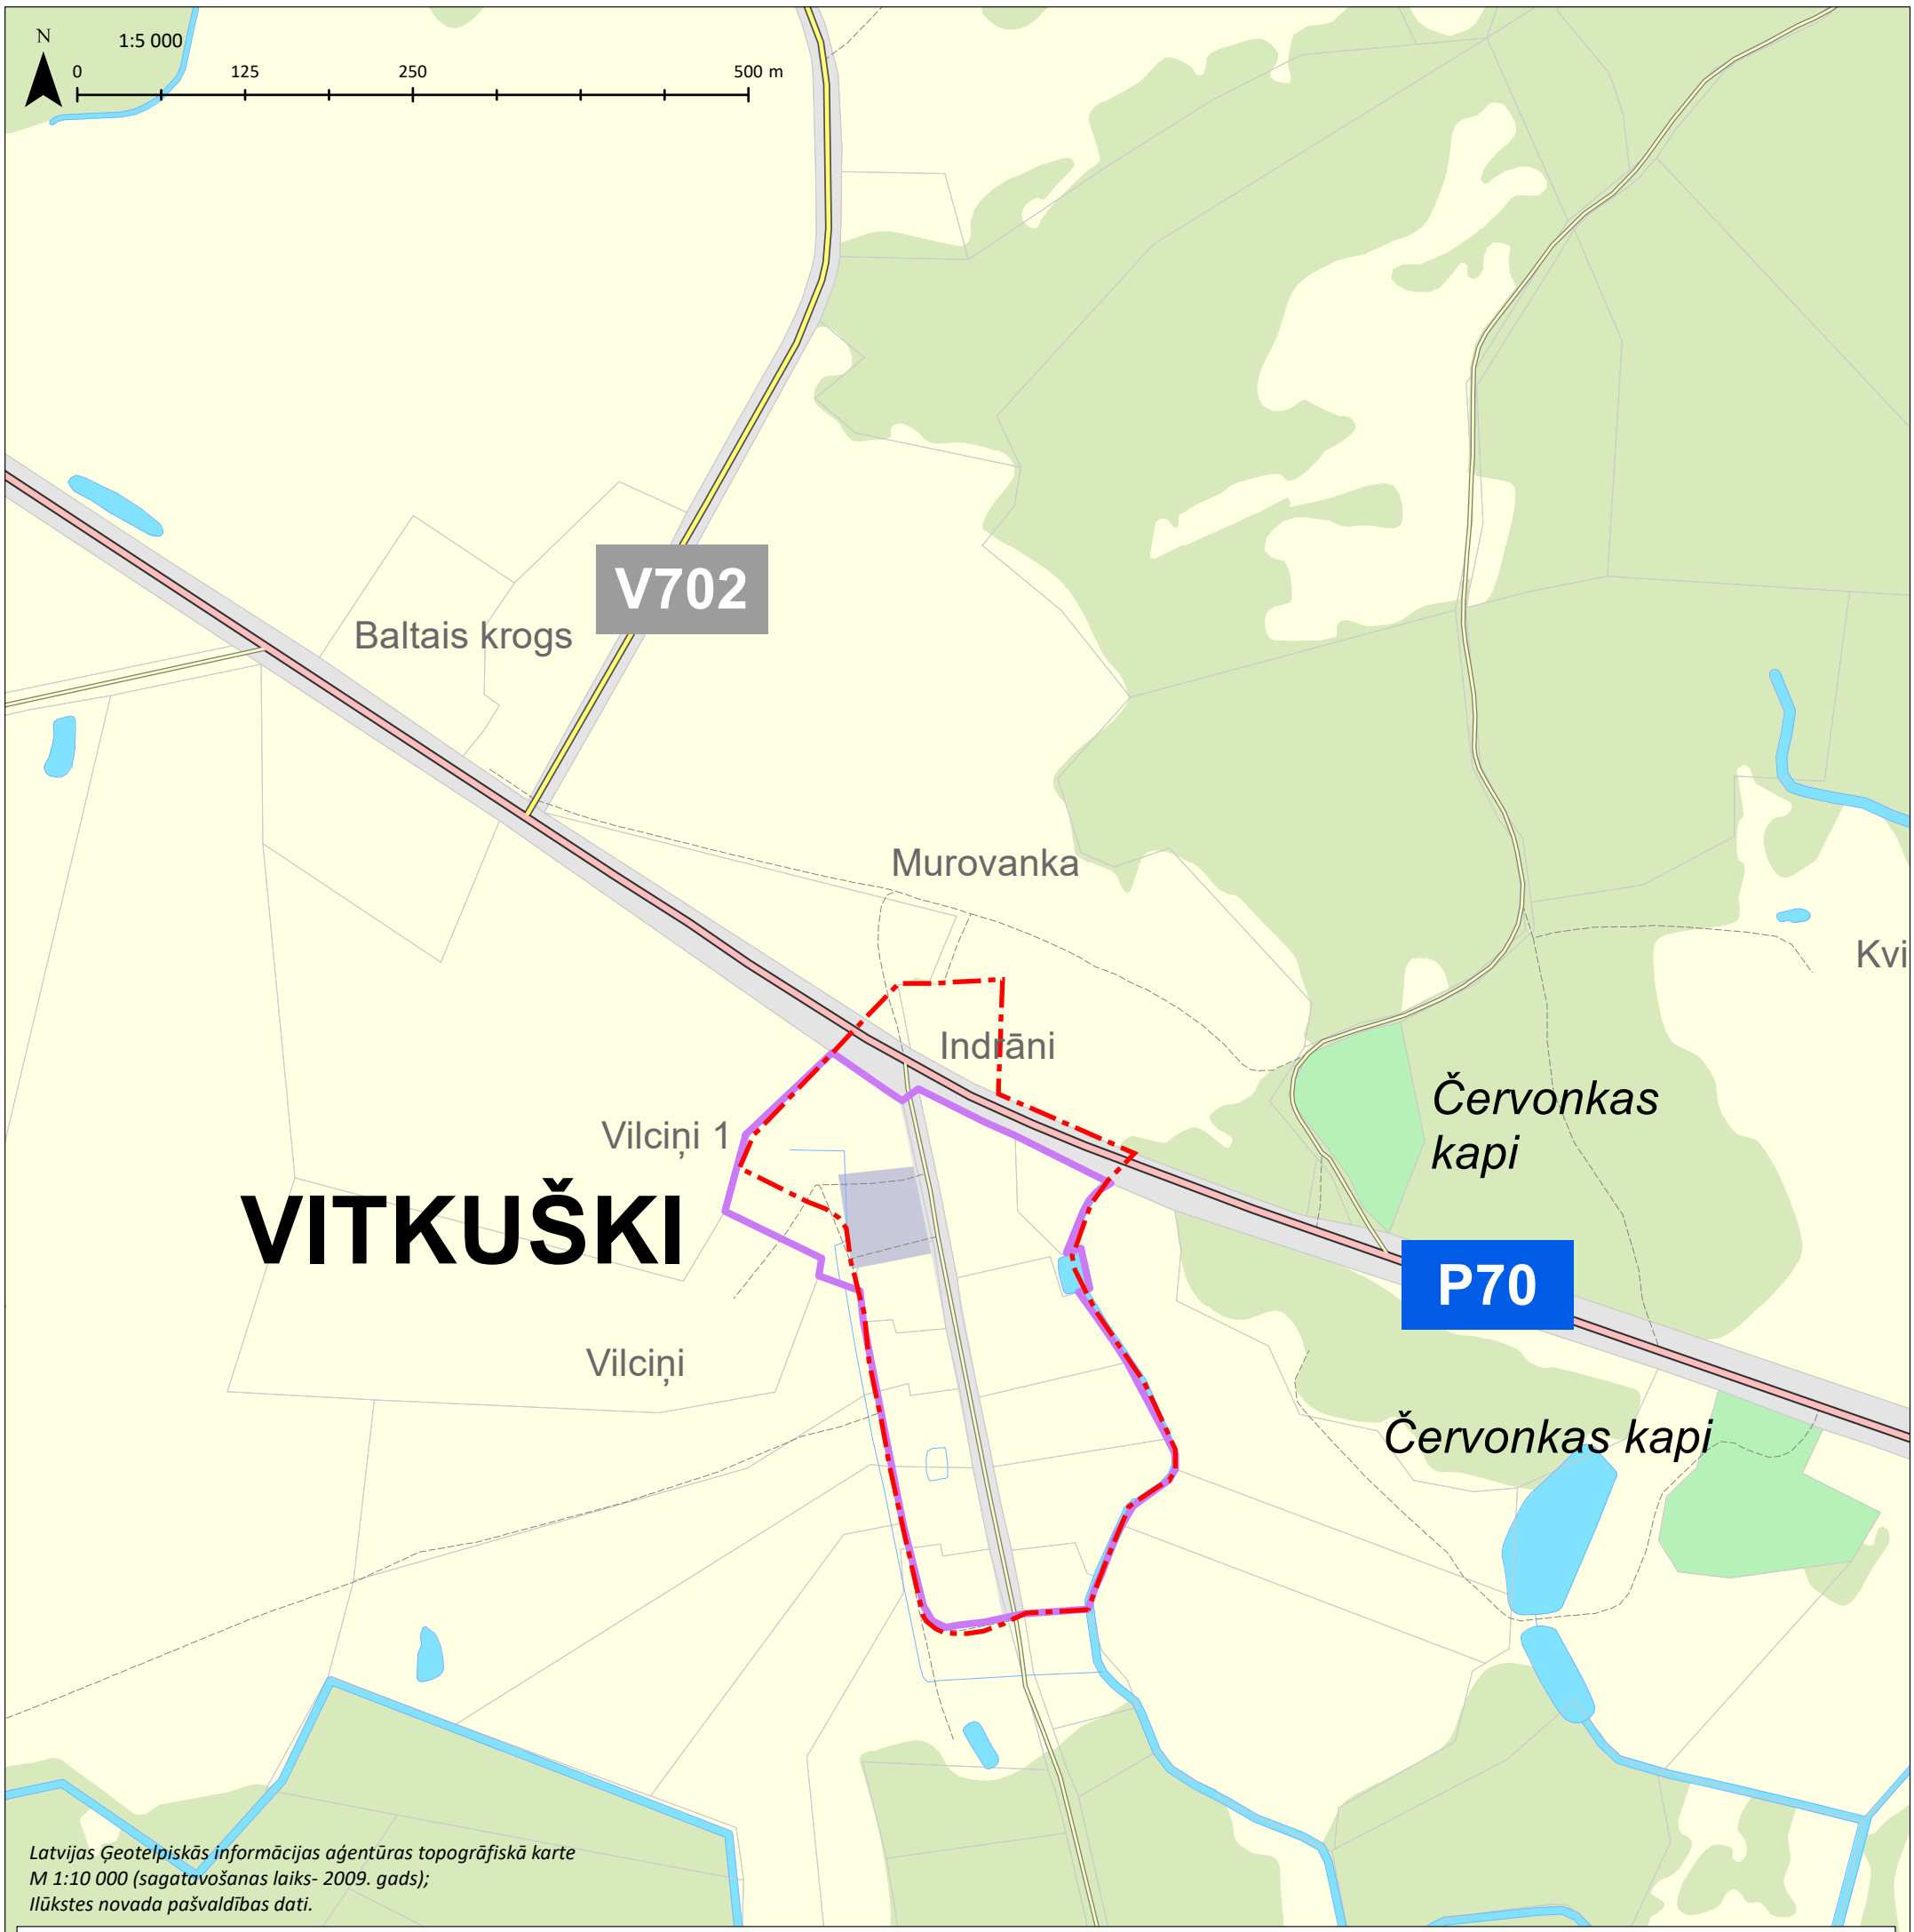 N
1:5 000
0 125 250 500 m
V702
Baltais krogs
Murovanka
Kvi
Indrāni
Červonkas
kapi
Vilciņi 1
VITKUŠKI
P70
Vilciņi
Červonkas kapi
Latvijas Ģeotelpiskās informācijas aģentūras topogrāfiskā karte
M 1:10 000 (sagatavošanas laiks- 2009. gads);
Ilūkstes novada pašvaldības dati.